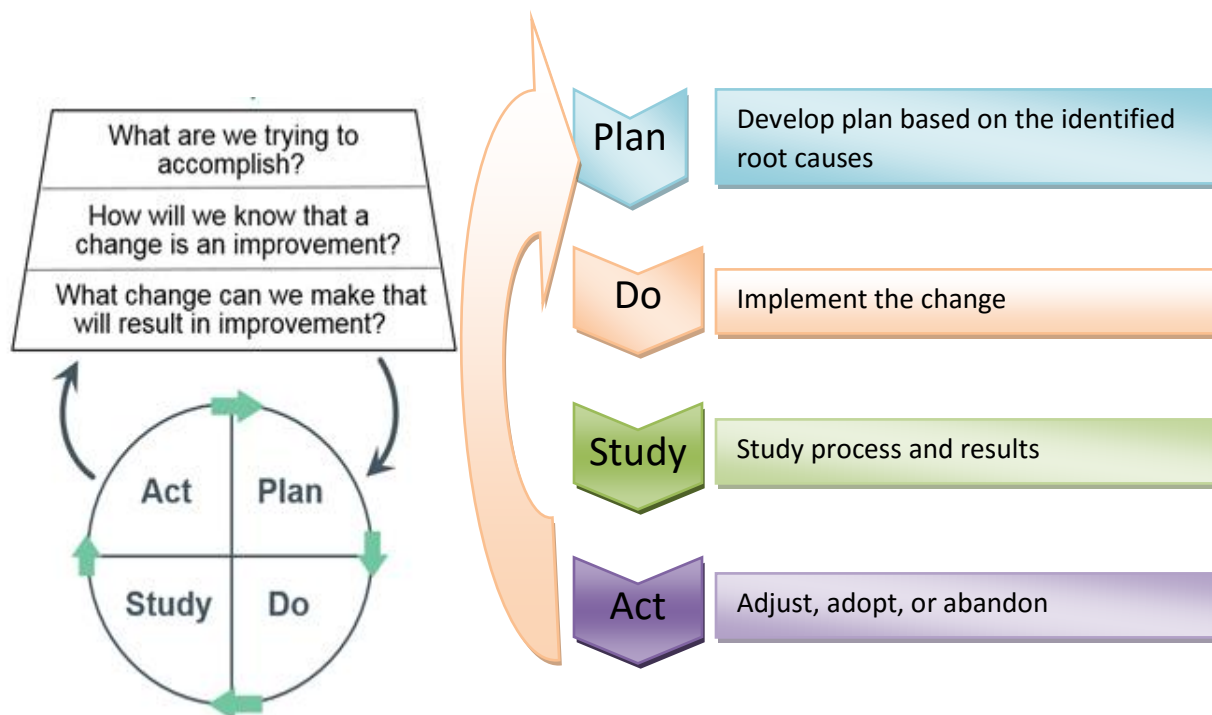 What are we trying to
accomplish?
How will we know that a
change is an improvement?
What change can we make that
will result in improvement?
Act
Plan
Study
Do
Plan
Develop plan based on the identified
root causes
Do
Implement the change
Study
Study process and results
Act
Adjust, adopt, or abandon